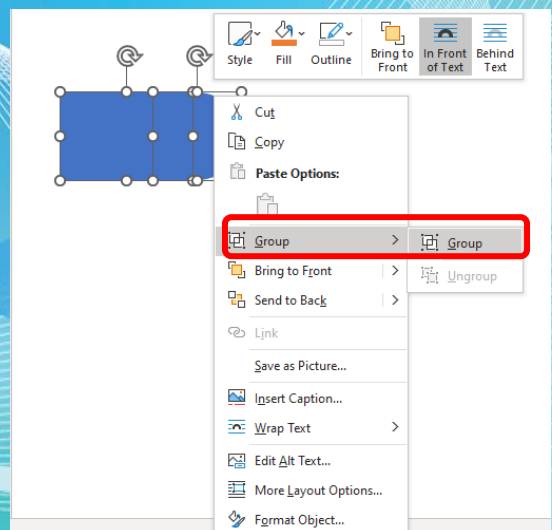 Style Fill Outline Bring to Front In Front of Text Behind Text
Cut
Copy
Paste Options:
Group
Group
Bring to Front
Ungroup
Send to Back
Link
Save as Picture...
Insert Caption...
Wrap Text
Edit Alt Text...
More Layout Options...
Format Object...